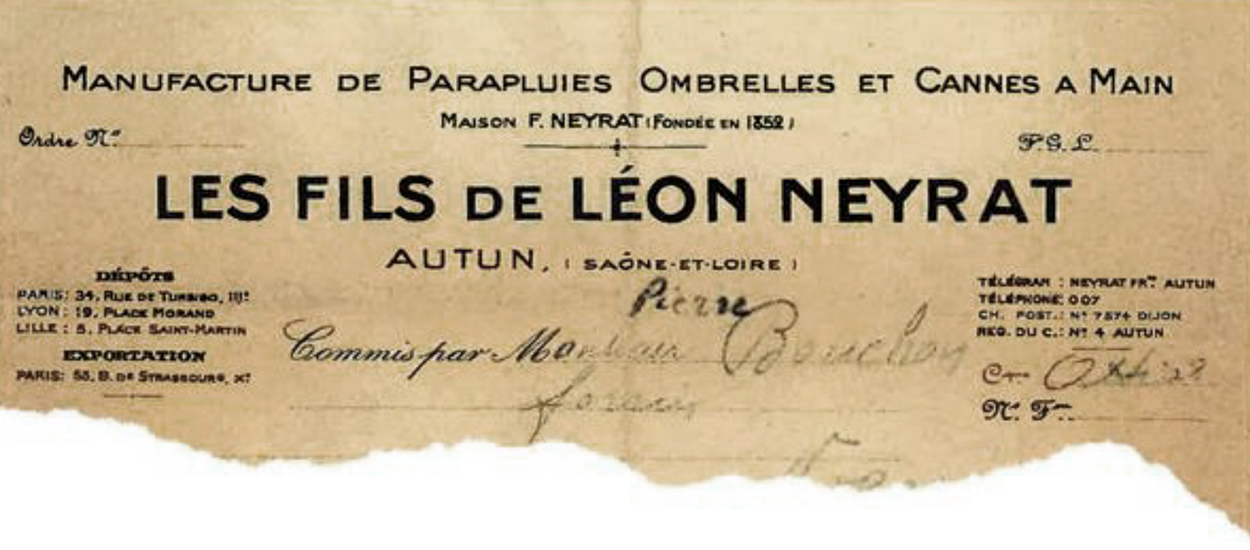 MANUFACTURE DE PARAPLUIES OMBRELLES ET CANNES A MAIN
MAISON F. NEYRAT (FONDÉE EN 1852)
Ordre N°
P.G.L.
LES FILS DE LÉON NEYRAT
AUTUN, (SAÔNE-ET-LOIRE)
DÉPÔTS
PARIS: 34, RUE DE TURBIGO, III!
LYON: 19, PLACE MORAND
LILLE: 5, PLACE SAINT-MARTIN
EXPORTATION
PARIS: 55, B. DE STRASBOURG, X!
TÉLÉGRAM: NEYRAT FR" AUTUN
TÉLÉPHONE: 0 07
CH. POST.: N° 7574 DIJON
REG. DU C.: N° 4 AUTUN
Pierre
Commis par Monsieur Bouchon
forain
N° F